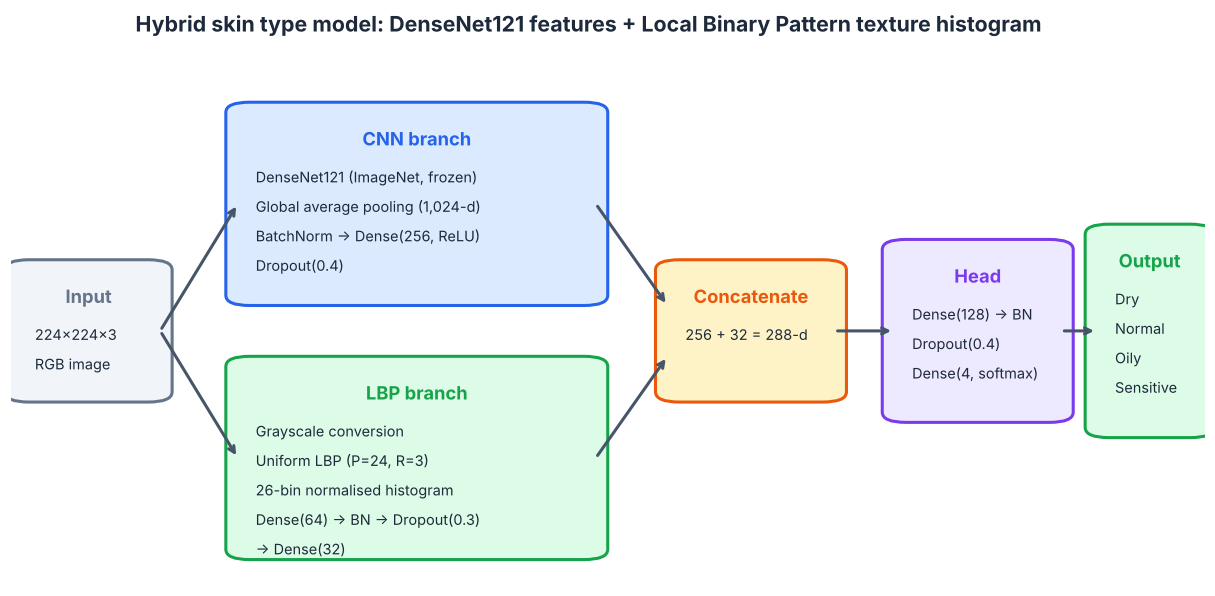 Hybrid skin type model: DenseNet121 features + Local Binary Pattern texture histogram
Input
224×224×3
RGB image
CNN branch
DenseNet121 (ImageNet, frozen)
Global average pooling (1,024-d)
BatchNorm → Dense(256, ReLU)
Dropout(0.4)
LBP branch
Grayscale conversion
Uniform LBP (P=24, R=3)
26-bin normalised histogram
Dense(64) → BN → Dropout(0.3)
→ Dense(32)
Concatenate
256 + 32 = 288-d
Head
Dense(128) → BN
Dropout(0.4)
Dense(4, softmax)
Output
Dry
Normal
Oily
Sensitive